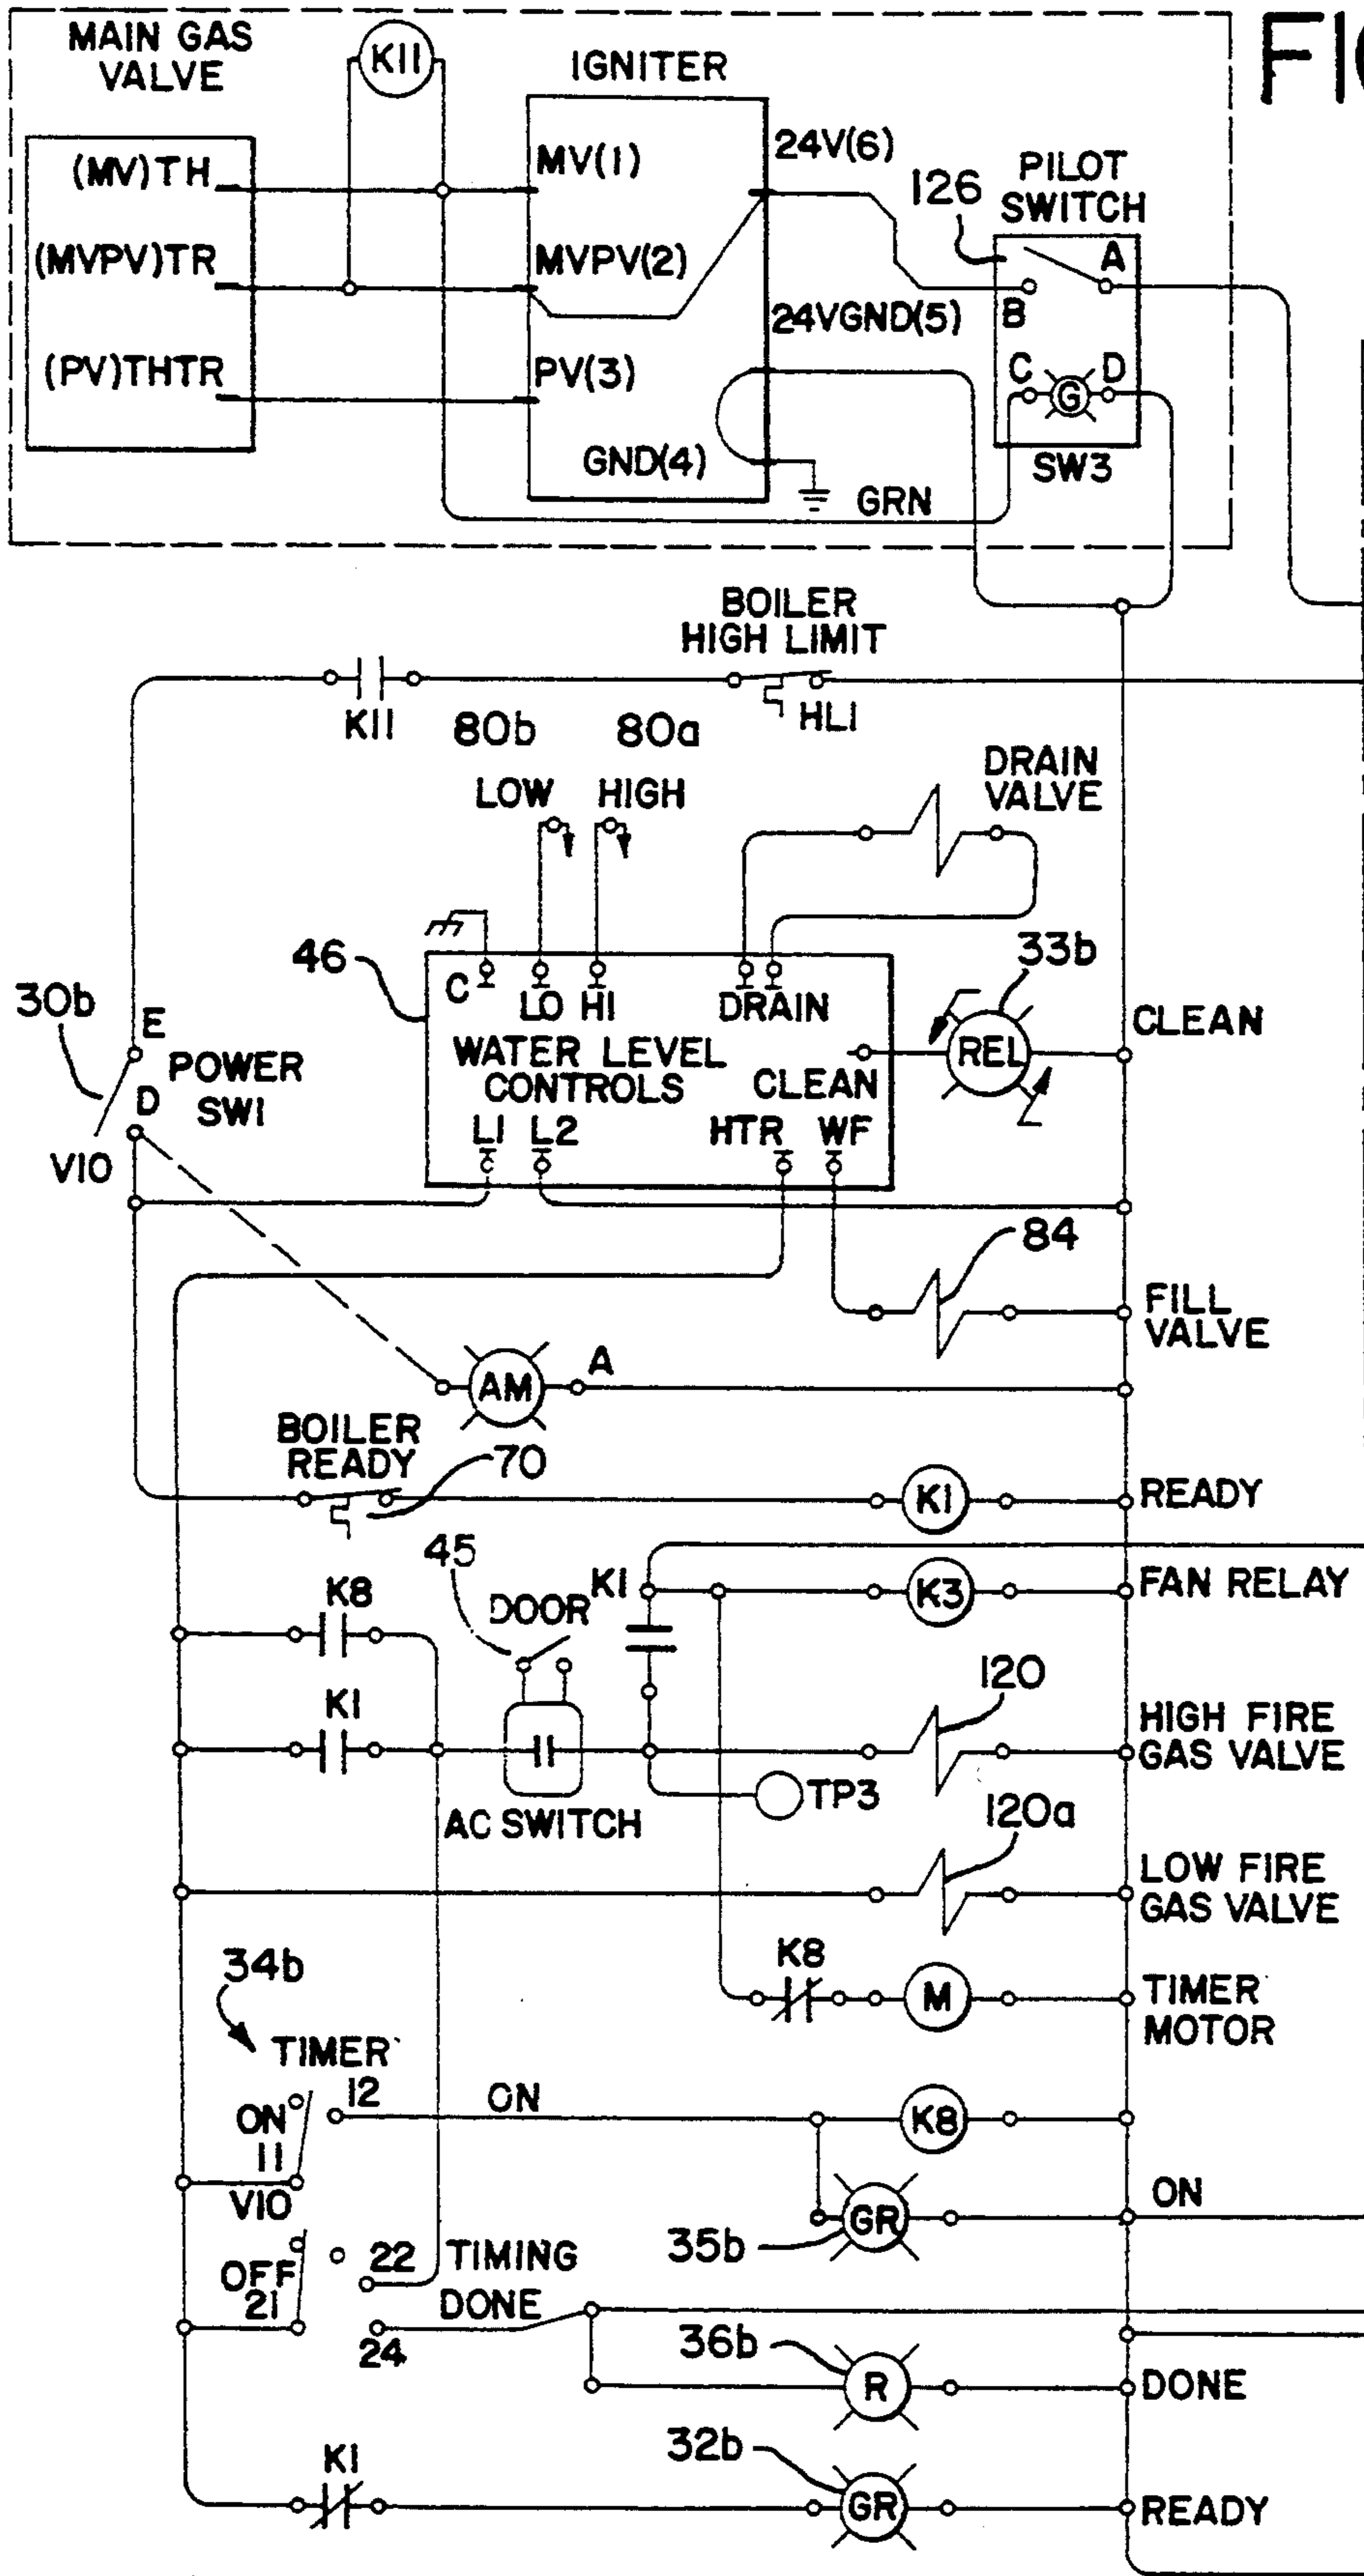 FIG
MAIN GAS
VALVE
K11
IGNITER
(MV)TH
(MVPV)TR
(PV)THTR
MV(1)
MVPV(2)
PV(3)
GND(4)
24V(6)
24VGND(5)
GRN
126
PILOT
SWITCH
A
B
C
G
D
SW3
BOILER
HIGH LIMIT
K11
HL1
80b
80a
LOW
HIGH
DRAIN
VALVE
46
33b
C
LO
HI
DRAIN
WATER LEVEL
CONTROLS
CLEAN
REL
CLEAN
30b
E
D
POWER
SW1
V10
L1
L2
HTR
WF
84
FILL
VALVE
AM
A
BOILER
READY
70
K1
READY
45
DOOR
K1
K3
FAN RELAY
K8
K1
AC SWITCH
TP3
120
HIGH FIRE
GAS VALVE
120a
LOW FIRE
GAS VALVE
34b
K8
M
TIMER
MOTOR
TIMER
12
ON
ON
11
V10
K8
35b
GR
ON
OFF
21
22
TIMING
DONE
24
36b
R
DONE
K1
32b
GR
READY